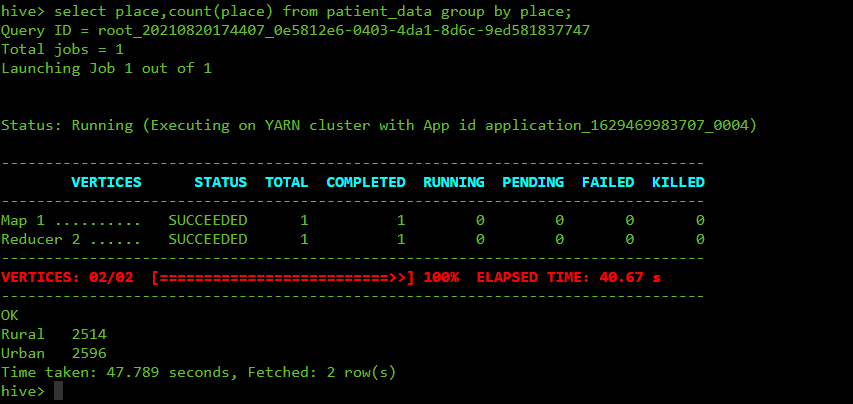 hive> select place,count(place) from patient_data group by place;
Query ID = root_20210820174407_0e5812e6-0403-4da1-8d6c-9ed581837747
Total jobs = 1
Launching Job 1 out of 1
Status: Running (Executing on YARN cluster with App id application_1629469983707_0004)
--------------------------------------------------------------------------------
VERTICES STATUS TOTAL COMPLETED RUNNING PENDING FAILED KILLED
--------------------------------------------------------------------------------
Map 1 .......... SUCCEEDED 1 1 0 0 0 0
Reducer 2 ...... SUCCEEDED 1 1 0 0 0 0
--------------------------------------------------------------------------------
VERTICES: 02/02 [==========================>>] 100% ELAPSED TIME: 40.67 s
--------------------------------------------------------------------------------
OK
Rural 2514
Urban 2596
Time taken: 47.789 seconds, Fetched: 2 row(s)
hive>